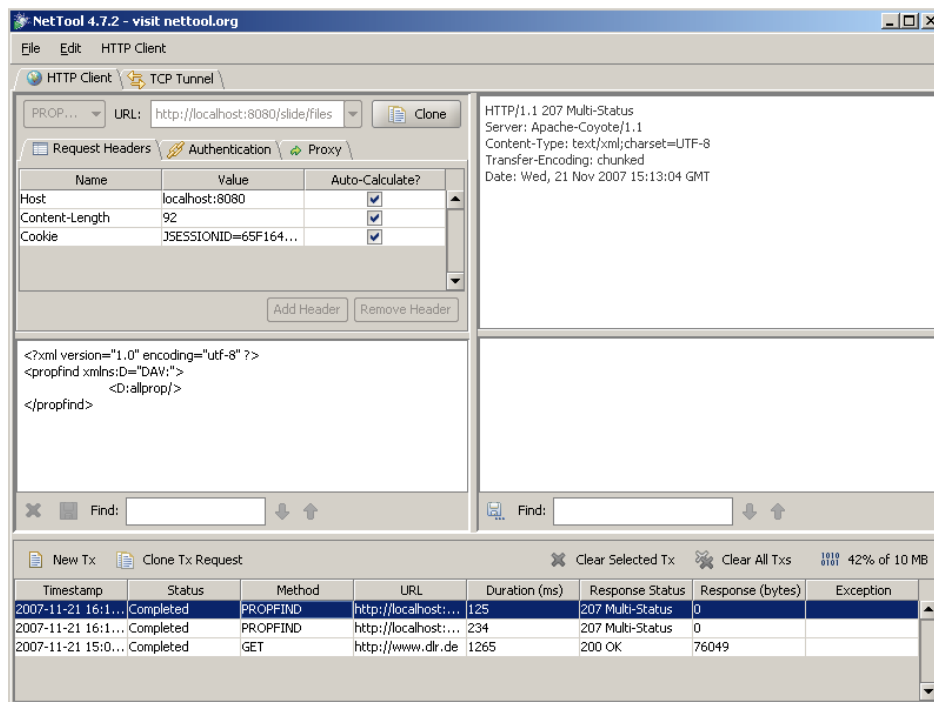 NetTool 4.7.2 - visit nettool.org
File Edit HTTP Client
HTTP Client TCP Tunnel
PROP... URL: http://localhost:8080/slide/files Clone
Request Headers Authentication Proxy
Name Value Auto-Calculate?
Host localhost:8080
Content-Length 92
Cookie JSESSIONID=65F164...
Add Header Remove Header
HTTP/1.1 207 Multi-Status
Server: Apache-Coyote/1.1
Content-Type: text/xml;charset=UTF-8
Transfer-Encoding: chunked
Date: Wed, 21 Nov 2007 15:13:04 GMT
<?xml version="1.0" encoding="utf-8" ?>
<propfind xmlns:D="DAV:">
<D:allprop/>
</propfind>
Find:
Find:
New Tx Clone Tx Request Clear Selected Tx Clear All Txs 1010 0101 42% of 10 MB
Timestamp Status Method URL Duration (ms) Response Status Response (bytes) Exception
2007-11-21 16:1... Completed PROPFIND http://localhost:... 125 207 Multi-Status 0
2007-11-21 16:1... Completed PROPFIND http://localhost:... 234 207 Multi-Status 0
2007-11-21 15:0... Completed GET http://www.dlr.de 1265 200 OK 76049